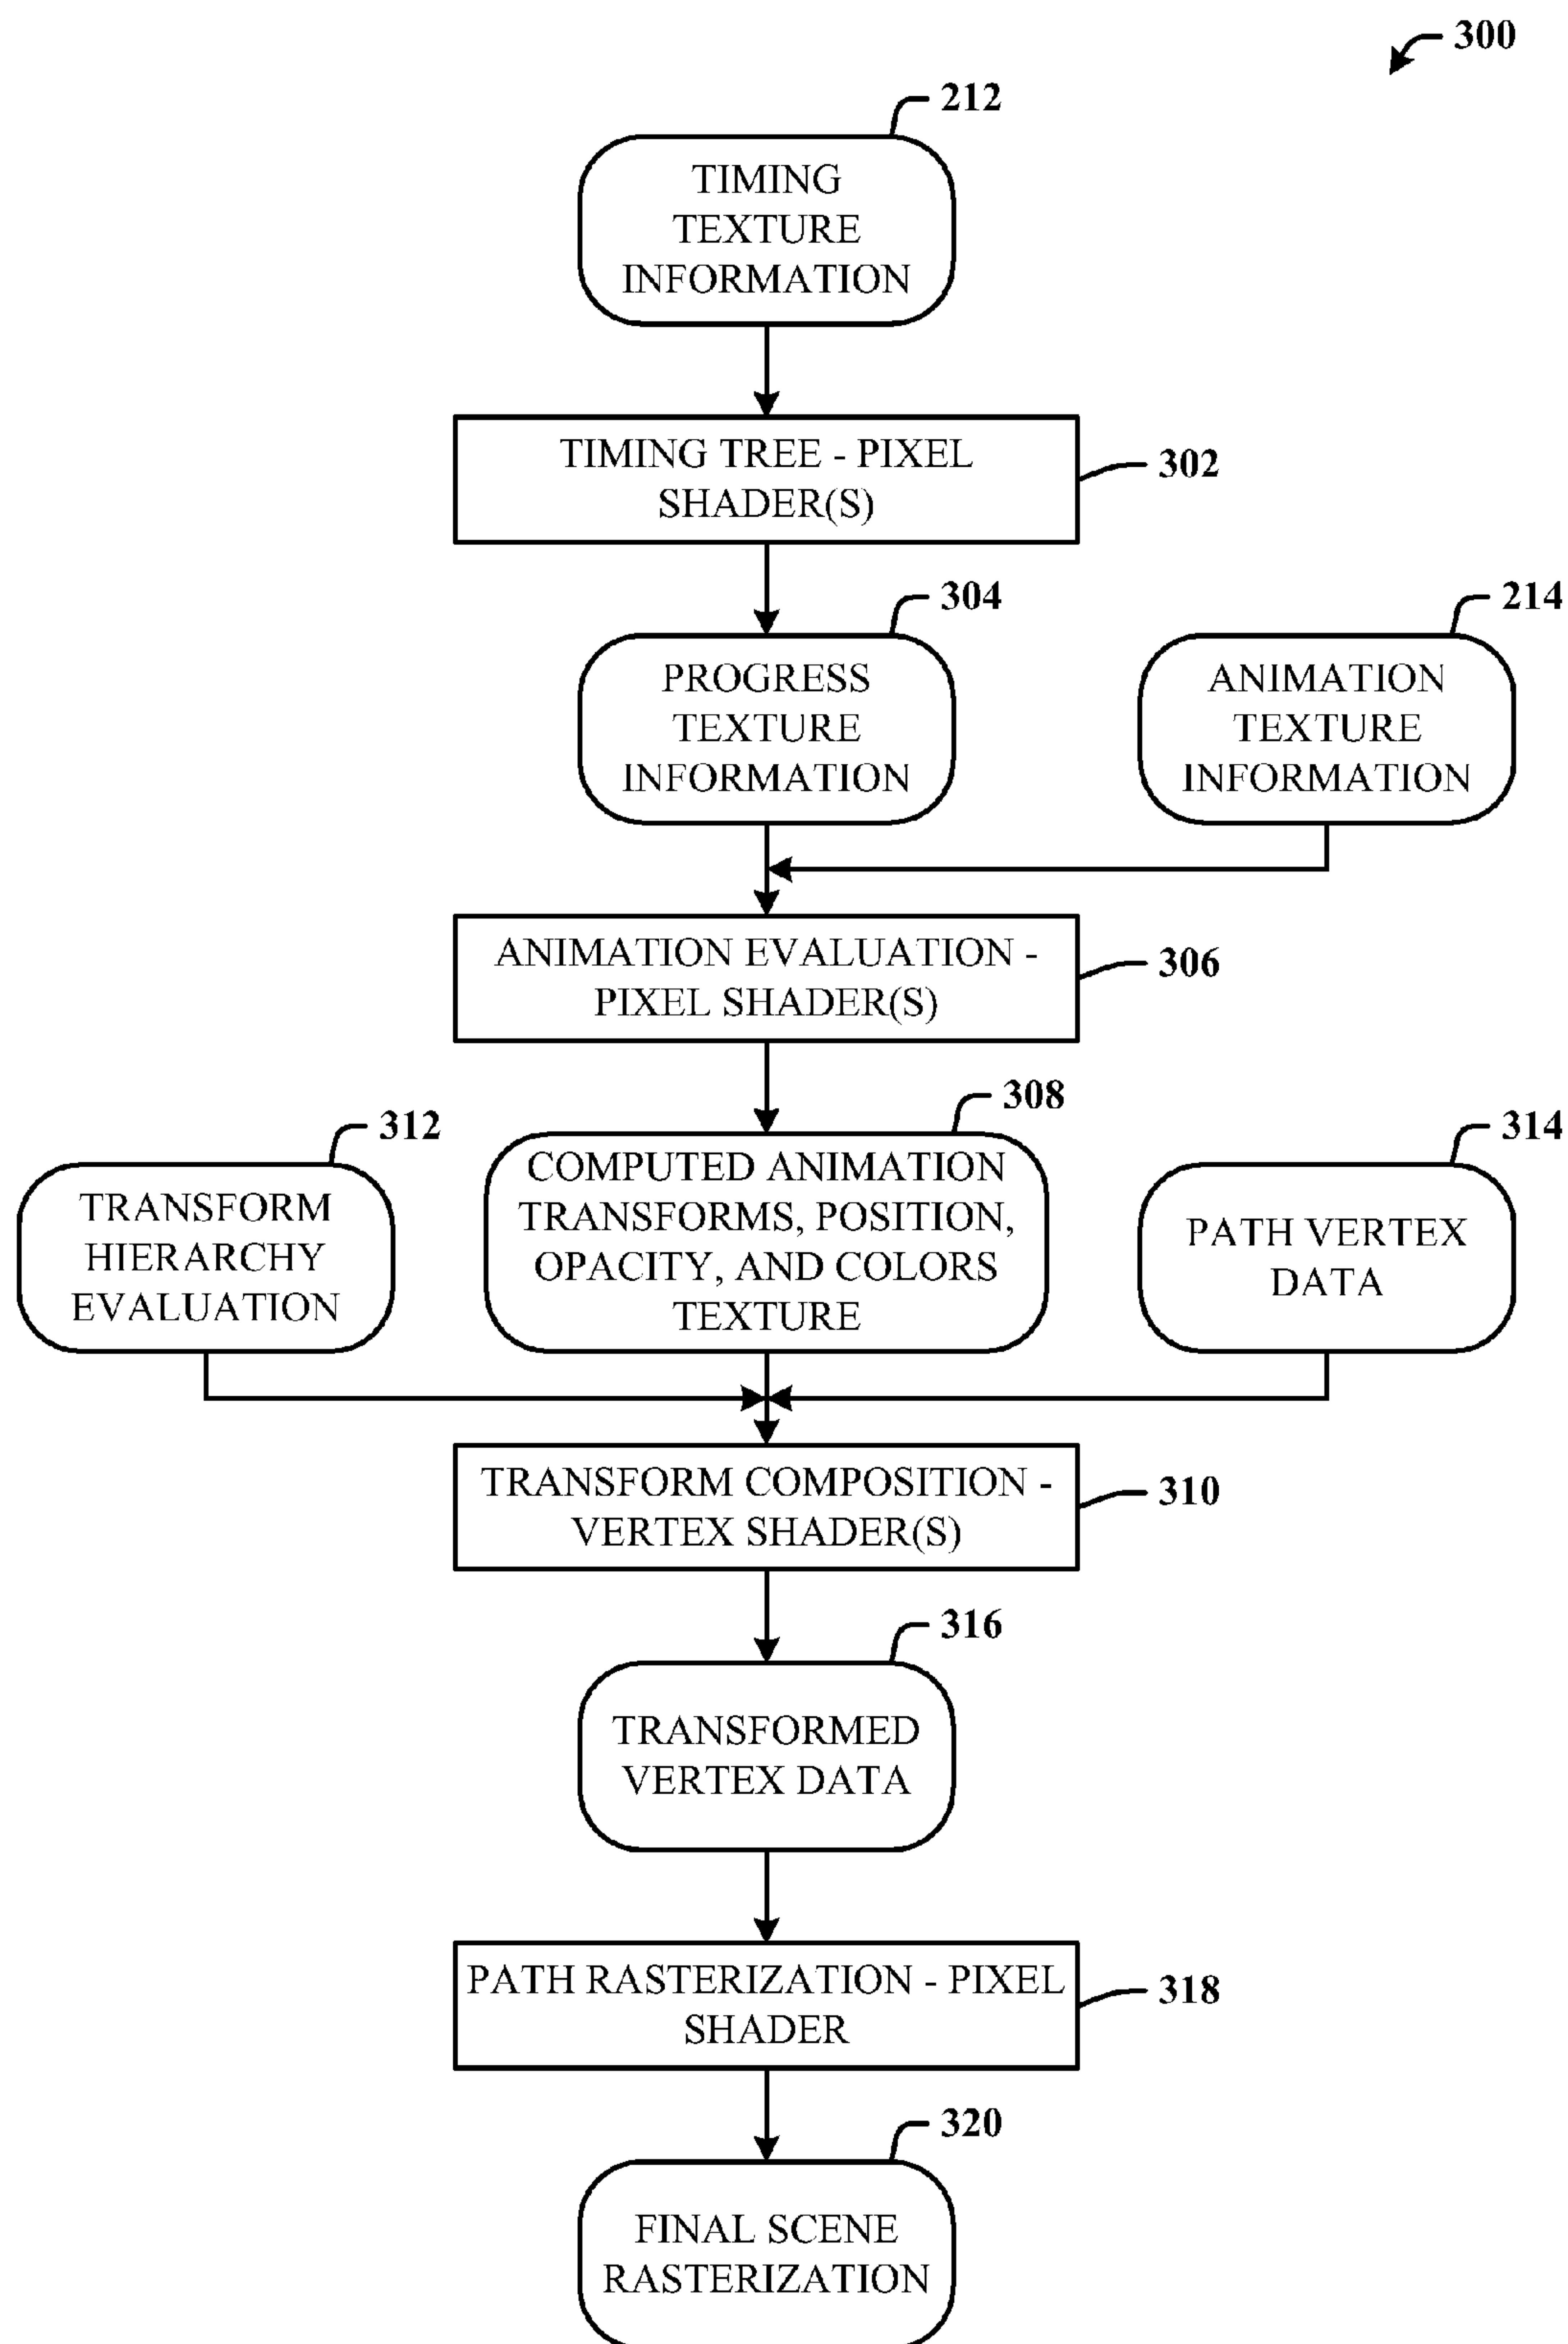 300
212
TIMING
TEXTURE
INFORMATION
TIMING TREE - PIXEL
SHADER(S)
302
304
PROGRESS
TEXTURE
INFORMATION
214
ANIMATION
TEXTURE
INFORMATION
ANIMATION EVALUATION -
PIXEL SHADER(S)
306
312
TRANSFORM
HIERARCHY
EVALUATION
308
COMPUTED ANIMATION
TRANSFORMS, POSITION,
OPACITY, AND COLORS
TEXTURE
314
PATH VERTEX
DATA
TRANSFORM COMPOSITION -
VERTEX SHADER(S)
310
316
TRANSFORMED
VERTEX DATA
PATH RASTERIZATION - PIXEL
SHADER
318
320
FINAL SCENE
RASTERIZATION